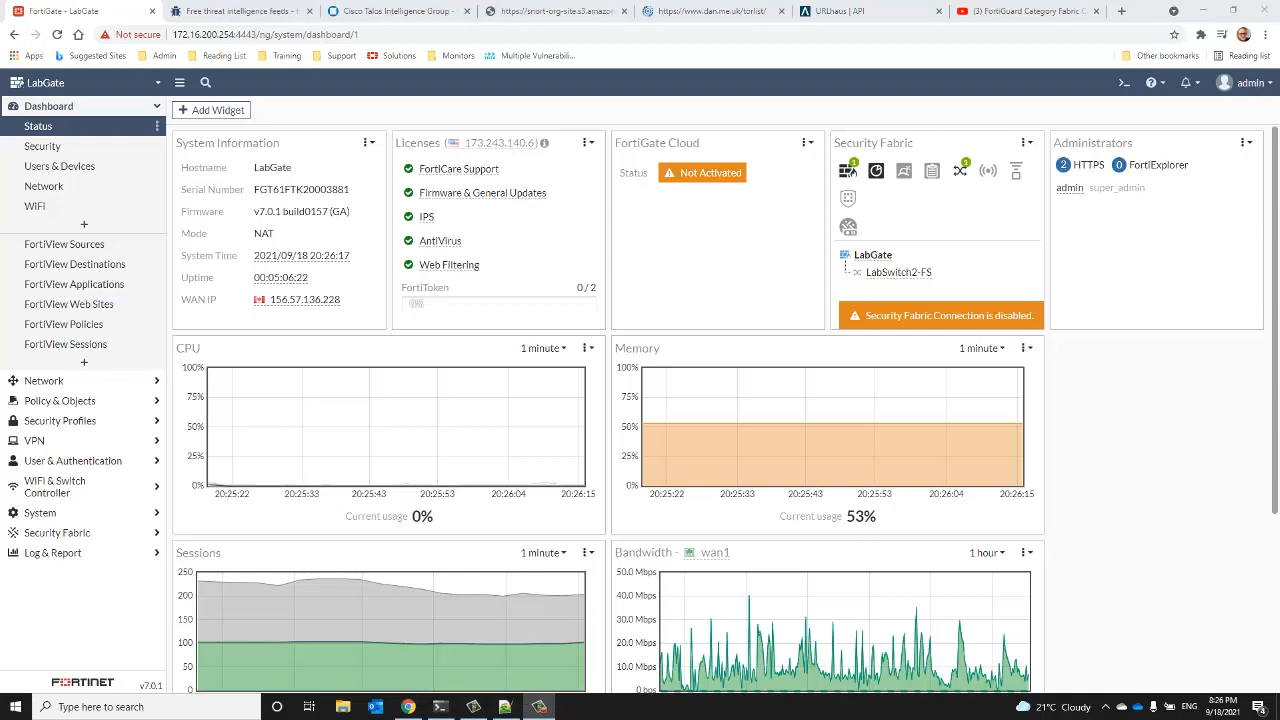 FortiGate - LabGate
Free threat intelligence feeds - t
Cisco Talos Intelligence Group -
https://snort-org-site.s3.amazon
https://www.dan.me.uk/torlist/
URLhaus | API
(3) FortiGuard Category Fabric C
Not secure
172.16.200.254:4443/ng/system/dashboard/1
Apps
Suggested Sites
Admin
Reading List
Training
Support
Solutions
Monitors
Multiple Vunerabili...
Other bookmarks
Reading list
LabGate
admin
Dashboard
Status
Security
Users & Devices
Network
WiFi
FortiView Sources
FortiView Destinations
FortiView Applications
FortiView Web Sites
FortiView Policies
FortiView Sessions
Network
Policy & Objects
Security Profiles
VPN
User & Authentication
WiFi & Switch
Controller
System
Security Fabric
Log & Report
FORTINET
v7.0.1
Add Widget
System Information
Hostname LabGate
Serial Number FGT61FTK20003881
Firmware v7.0.1 build0157 (GA)
Mode NAT
System Time 2021/09/18 20:26:17
Uptime 00:05:06:22
WAN IP 156.57.136.228
Licenses (173.243.140.6)
FortiCare Support
Firmware & General Updates
IPS
AntiVirus
Web Filtering
FortiToken 0 / 2
0%
FortiGate Cloud
Status Not Activated
Security Fabric
1
1
LabGate
LabSwitch2-FS
Security Fabric Connection is disabled.
Administrators
2 HTTPS 0 FortiExplorer
admin super_admin
CPU 1 minute
100%
75%
50%
25%
0%
20:25:22 20:25:33 20:25:43 20:25:53 20:26:04 20:26:15
Current usage 0%
Memory 1 minute
100%
75%
50%
25%
0%
20:25:22 20:25:33 20:25:43 20:25:53 20:26:04 20:26:15
Current usage 53%
Sessions 1 minute
250
200
150
100
50
0
Bandwidth - wan1 1 hour
50.0 Mbps
40.0 Mbps
30.0 Mbps
20.0 Mbps
10.0 Mbps
0 bps
Type here to search
21°C Cloudy
8:26 PM
9/18/2021